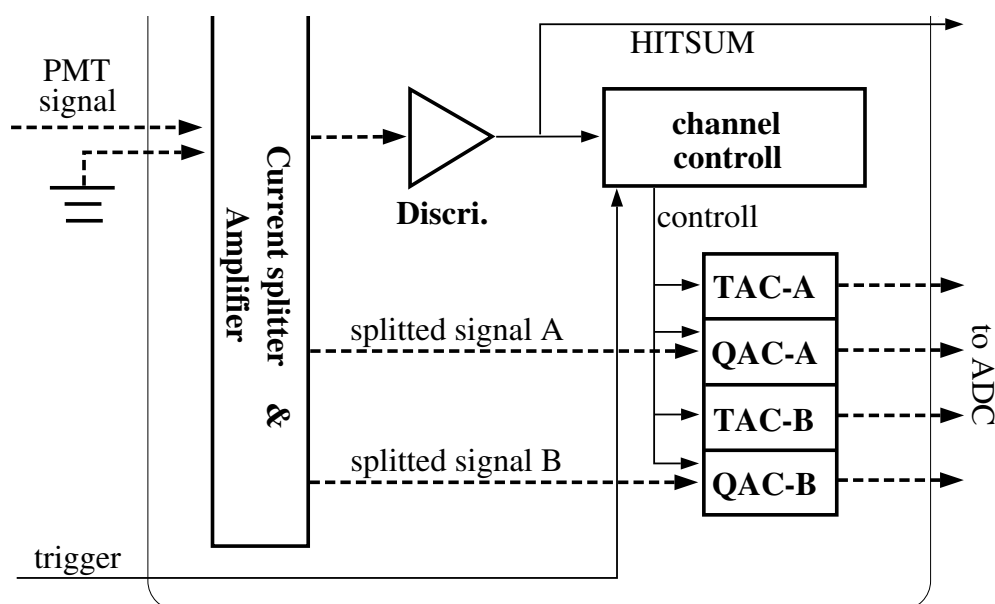 HITSUM
PMT
signal
channel
controll
Current splitter &
Amplifier
Discri.
controll
TAC-A
splitted signal A
QAC-A
to ADC
TAC-B
splitted signal B
QAC-B
trigger